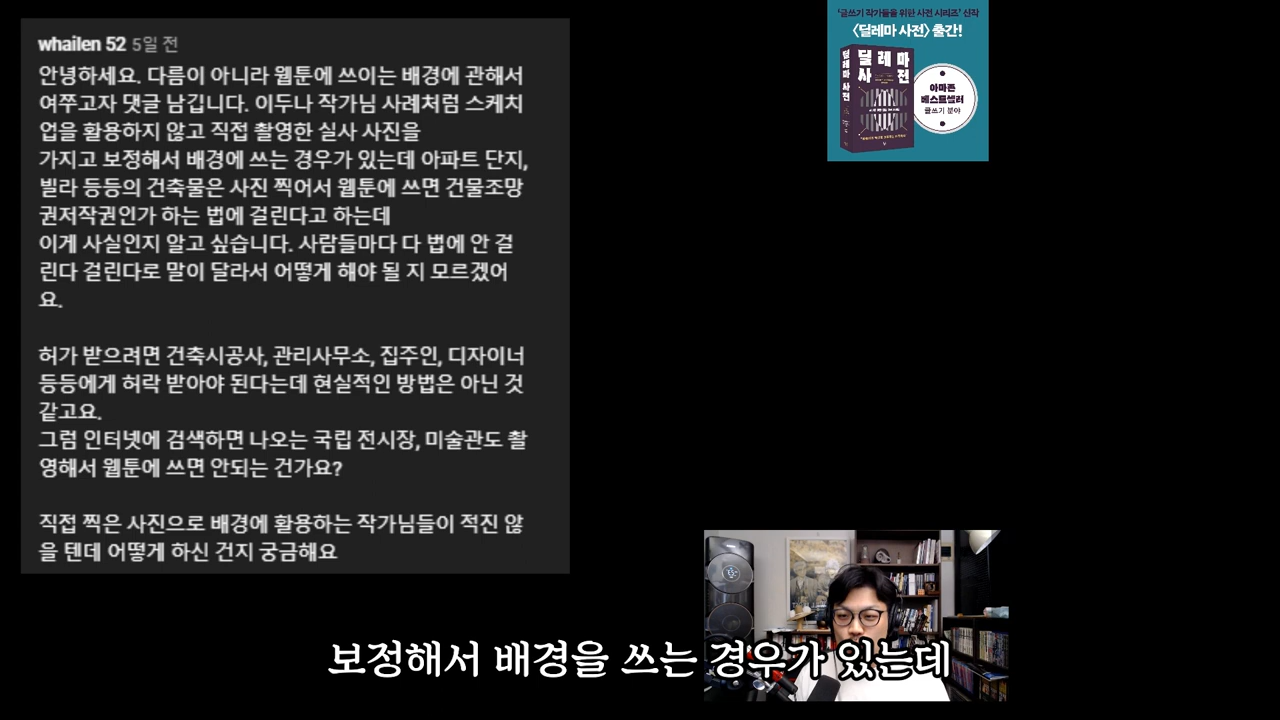 whailen 52 5일 전
안녕하세요. 다름이 아니라 웹툰에 쓰이는 배경에 관해서
여쭈고자 댓글 남깁니다. 이두나 작가님 사례처럼 스케치
업을 활용하지 않고 직접 촬영한 실사 사진을
가지고 보정해서 배경에 쓰는 경우가 있는데 아파트 단지,
빌라 등등의 건축물은 사진 찍어서 웹툰에 쓰면 건물조망
권저작권인가 하는 법에 걸린다고 하는데
이게 사실인지 알고 싶습니다. 사람들마다 다 법에 안 걸
린다 걸린다로 말이 달라서 어떻게 해야 될 지 모르겠어
요.
허가 받으려면 건축시공사, 관리사무소, 집주인, 디자이너
등등에게 허락 받아야 된다는데 현실적인 방법은 아닌 것
같고요.
그럼 인터넷에 검색하면 나오는 국립 전시장, 미술관도 촬
영해서 웹툰에 쓰면 안되는 건가요?
직접 찍은 사진으로 배경에 활용하는 작가님들이 적진 않
을 텐데 어떻게 하신 건지 궁금해요
'글쓰기 작가들을 위한 사전 시리즈' 신작
<딜레마 사전> 출간!
딜레마 사전
딜레마
사전
아마존
베스트셀러
글쓰기 분야
보정해서 배경을 쓰는 경우가 있는데